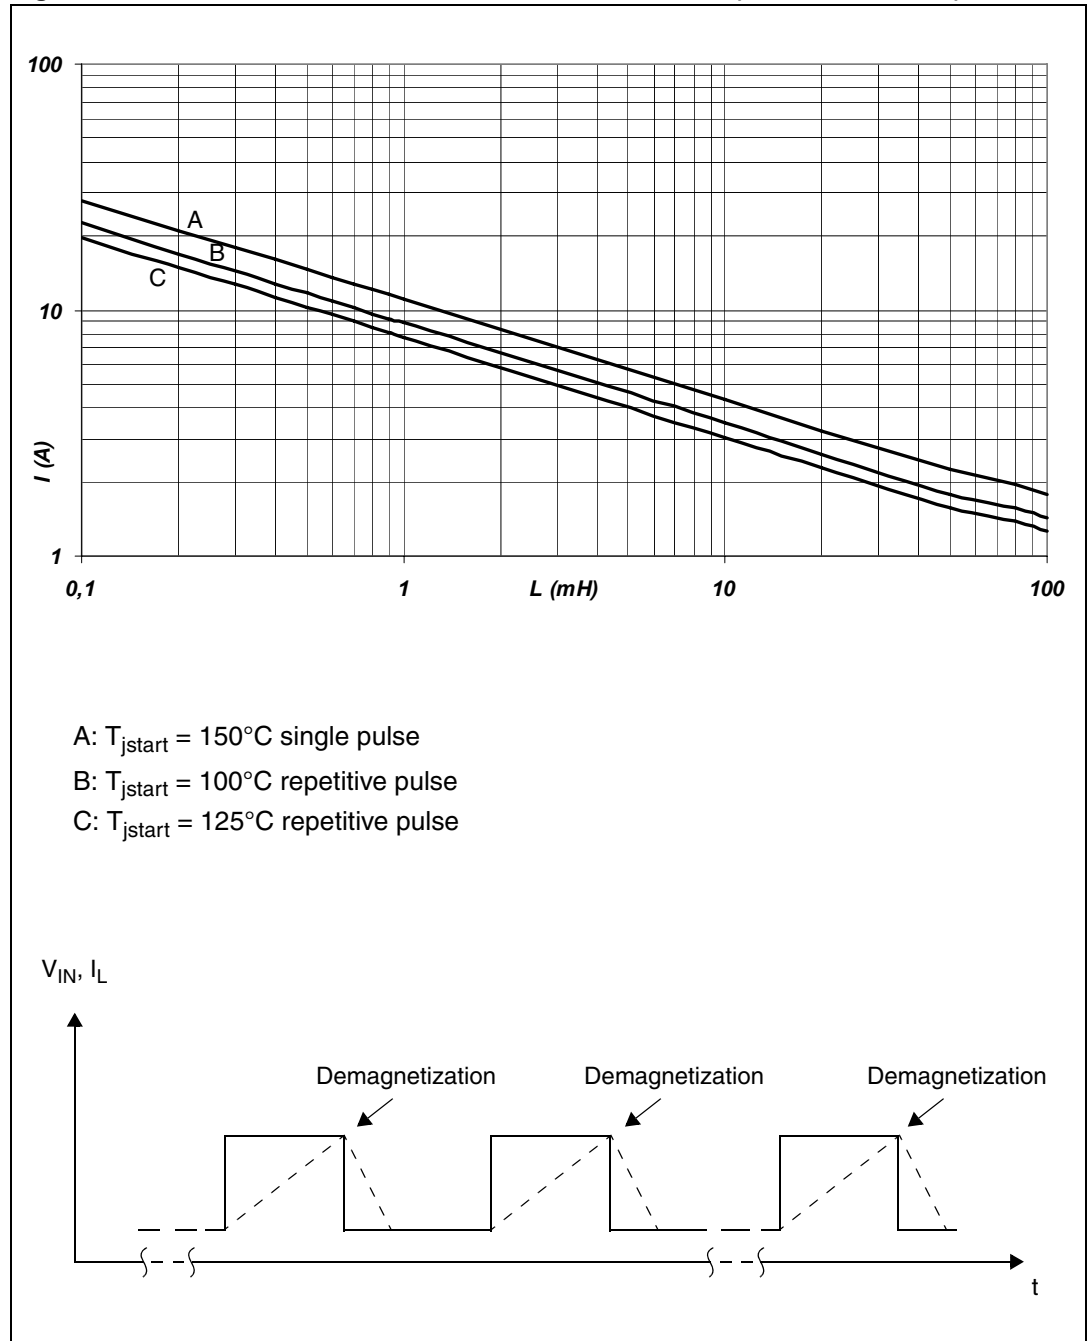 100
A
B
C
10
I (A)
1
0,1
1
L (mH)
10
100
A: Tjstart = 150°C single pulse
B: Tjstart = 100°C repetitive pulse
C: Tjstart = 125°C repetitive pulse
VIN, IL
Demagnetization
Demagnetization
Demagnetization
t